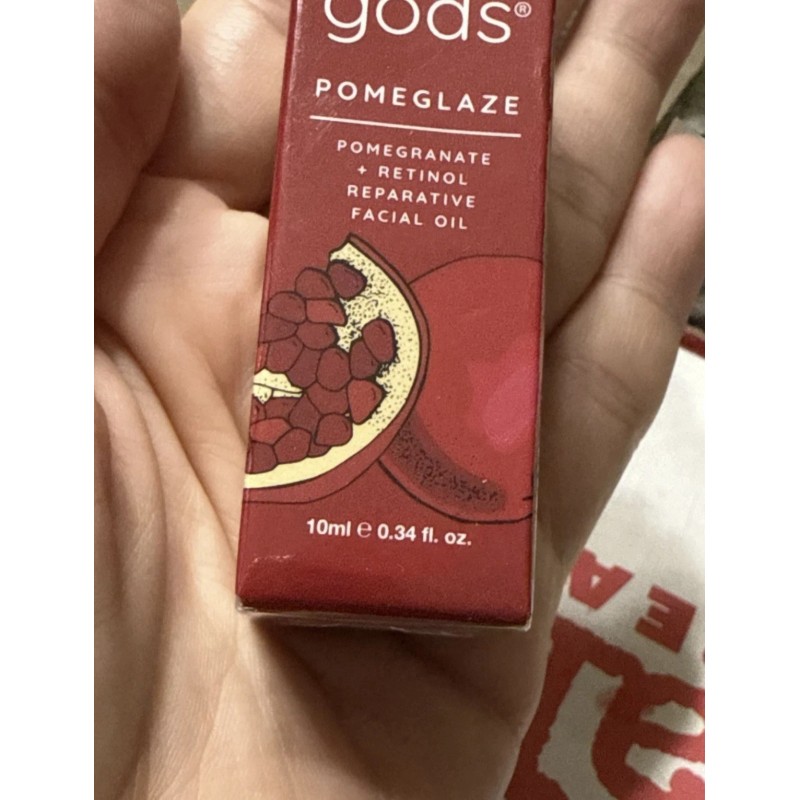 gods®
POMEGLAZE
POMEGRANATE
+ RETINOL
REPARATIVE
FACIAL OIL
10ml ℮ 0.34 fl. oz.